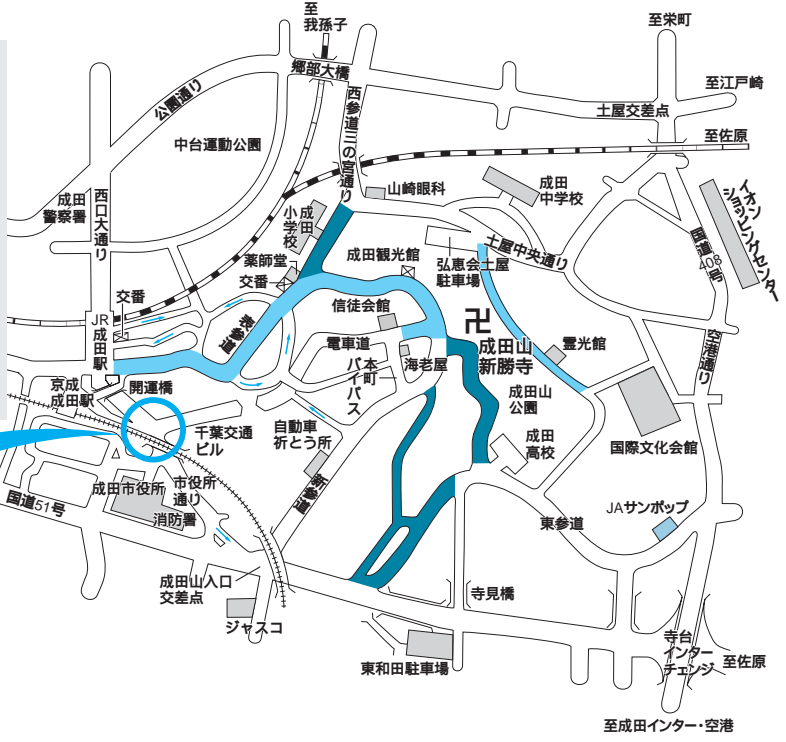 至
我孫子
郷部大橋
至栄町
至江戸崎
公園通り
土屋交差点
西参道三の宮通り
至佐原
中台運動公園
成田
警察署
西口大通り
山崎眼科
成田
中学校
イオン
ショッピングセンター
成田
小学校
薬師堂
交番
成田観光館
弘恵会土屋
駐車場
土屋中央通り
国道408号
交番
JR
成田駅
表参道
信徒会館
卍
成田山
新勝寺
霊光館
空港通り
電車道
本町
バイパス
海老屋
京成
成田駅
開運橋
成田山
公園
千葉交通
ビル
自動車
祈とう所
成田
高校
国際文化会館
成田市役所
市役所
通り
新参道
国道51号
消防署
東参道
JAサンポップ
成田山入口
交差点
寺見橋
ジャスコ
東和田駐車場
寺台
インター
チェンジ
至佐原
至成田インター・空港